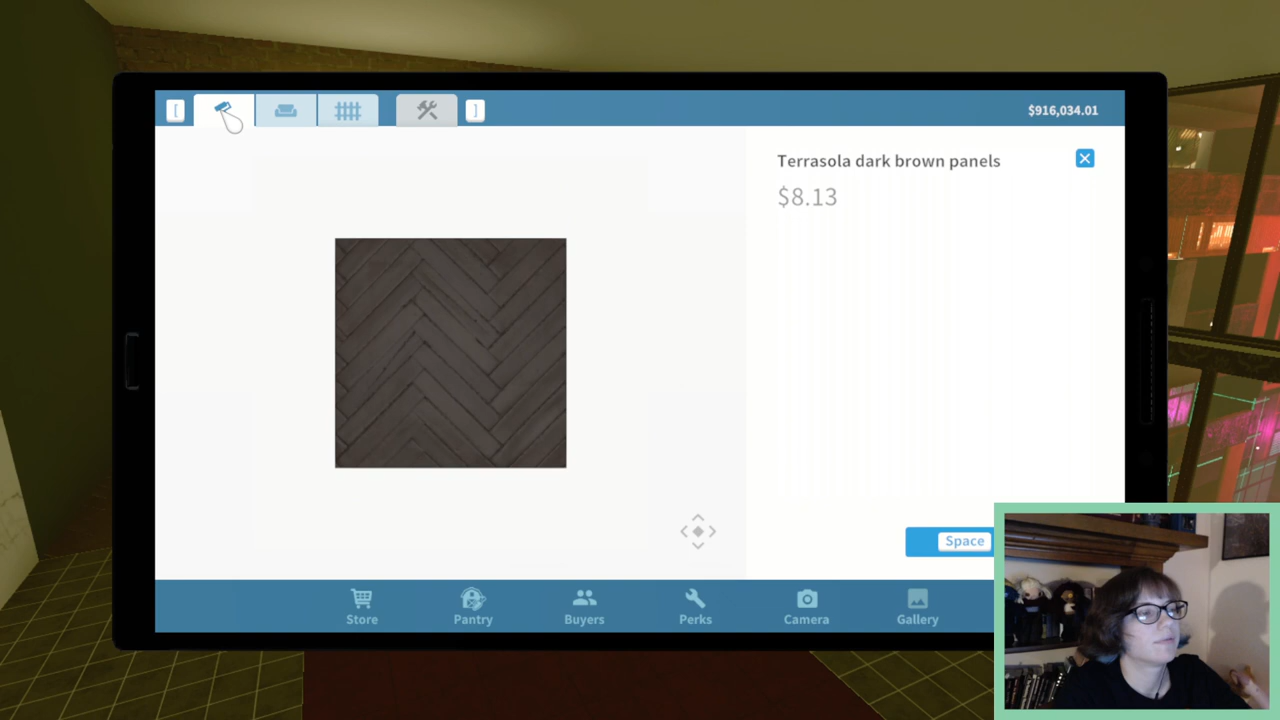 [
]
$916,034.01
Terrasola dark brown panels
$8.13
Space
Store
Pantry
Buyers
Perks
Camera
Gallery